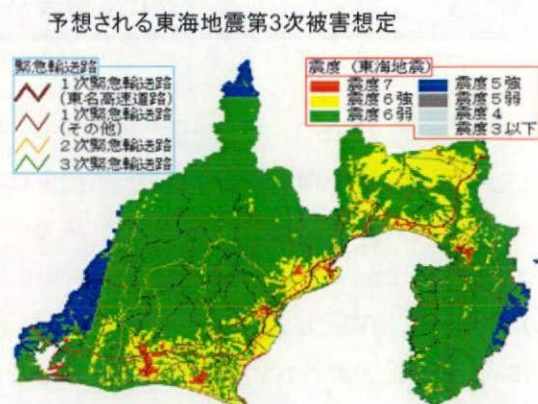 予想される東海地震第3次被害想定
緊急輸送路
1次緊急輸送路
(東名高速道路)
1次緊急輸送路
(その他)
2次緊急輸送路
3次緊急輸送路
震度 (東海地震)
震度7
震度6強
震度6弱
震度5強
震度5弱
震度4
震度3以下